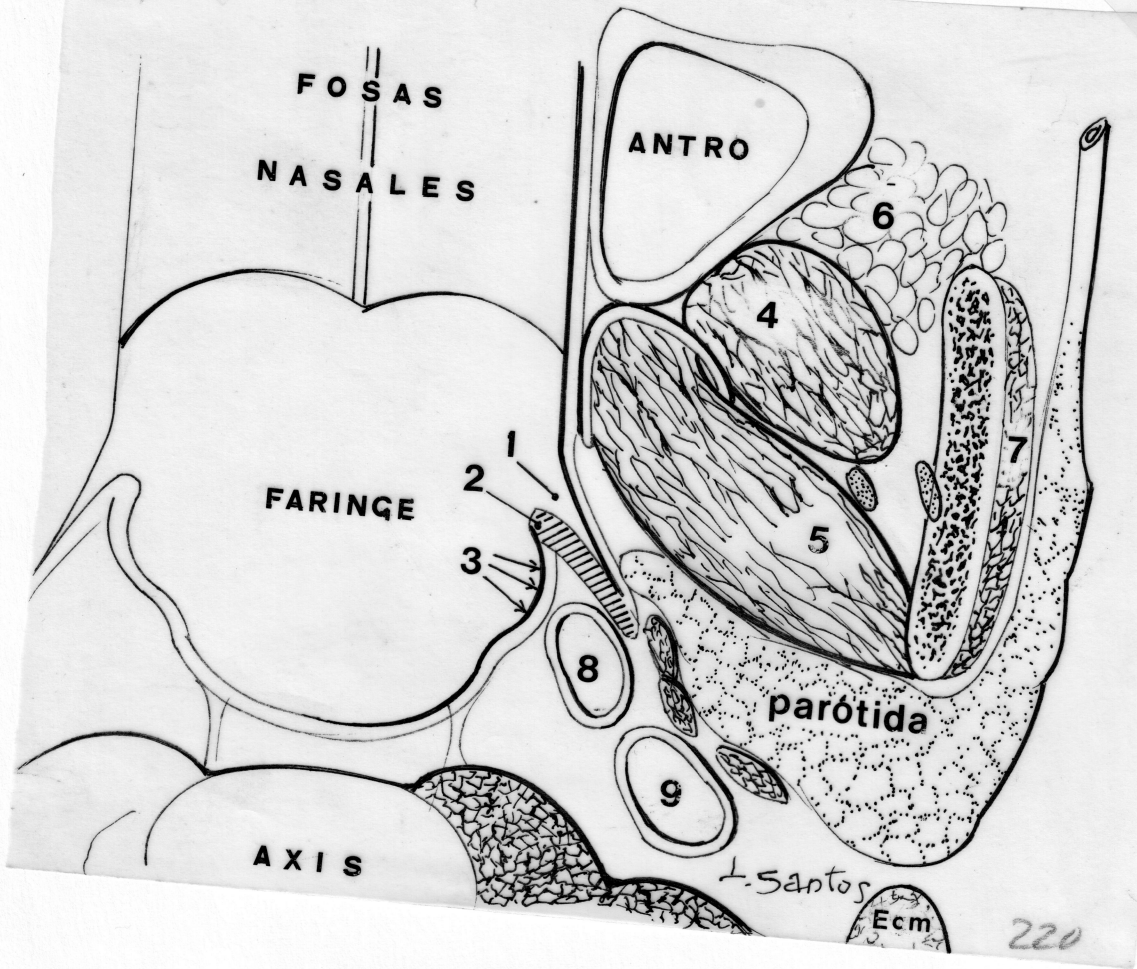 FOSAS
NASALES
ANTRO
6
4
7
1
2
FARINGE
5
3
8
parótida
9
AXIS
L. Santos
Ecm
220